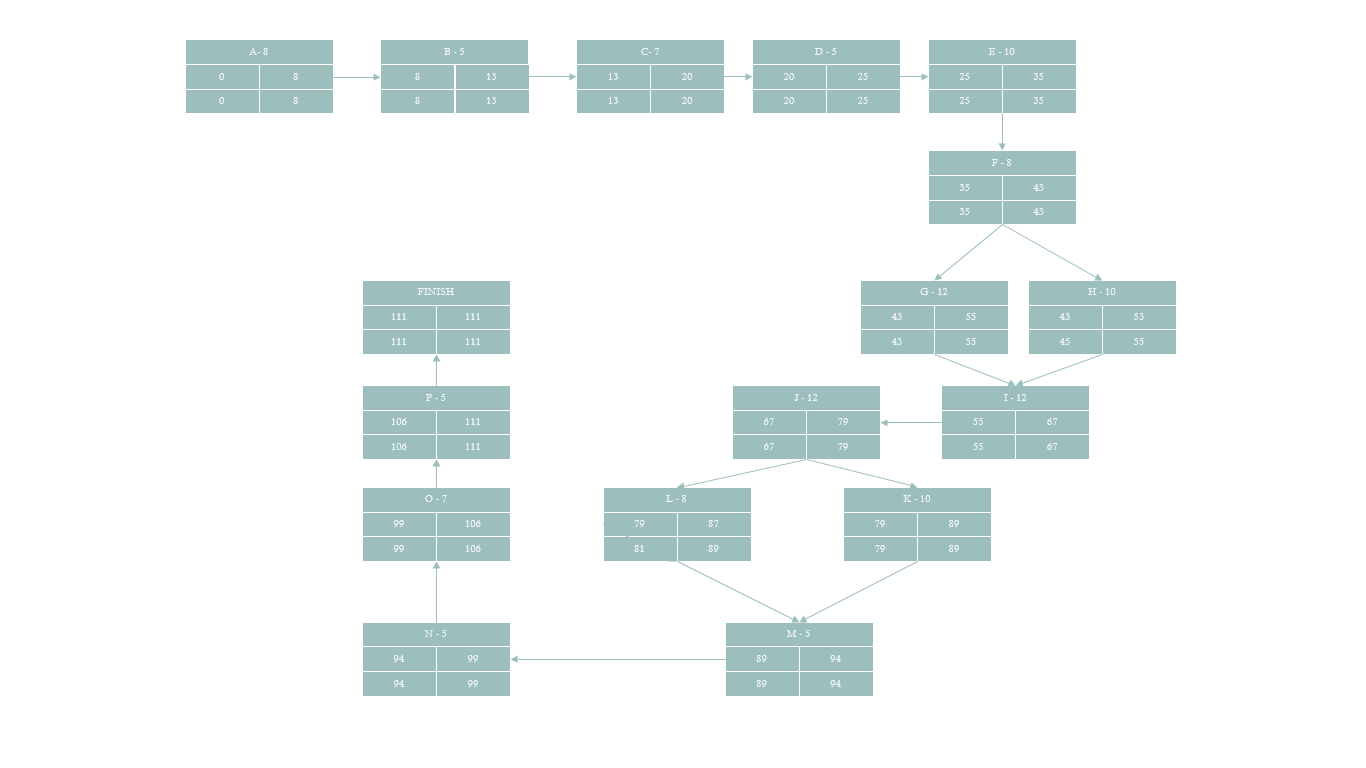 A- 8
0 8
0 8
B - 5
8 13
8 13
C- 7
13 20
13 20
D - 5
20 25
20 25
E - 10
25 35
25 35
F - 8
35 43
35 43
G - 12
43 55
43 55
H - 10
43 53
45 55
I - 12
55 67
55 67
J - 12
67 79
67 79
L - 8
79 87
81 89
K - 10
79 89
79 89
M - 5
89 94
89 94
N - 5
94 99
94 99
O - 7
99 106
99 106
P - 5
106 111
106 111
FINISH
111 111
111 111